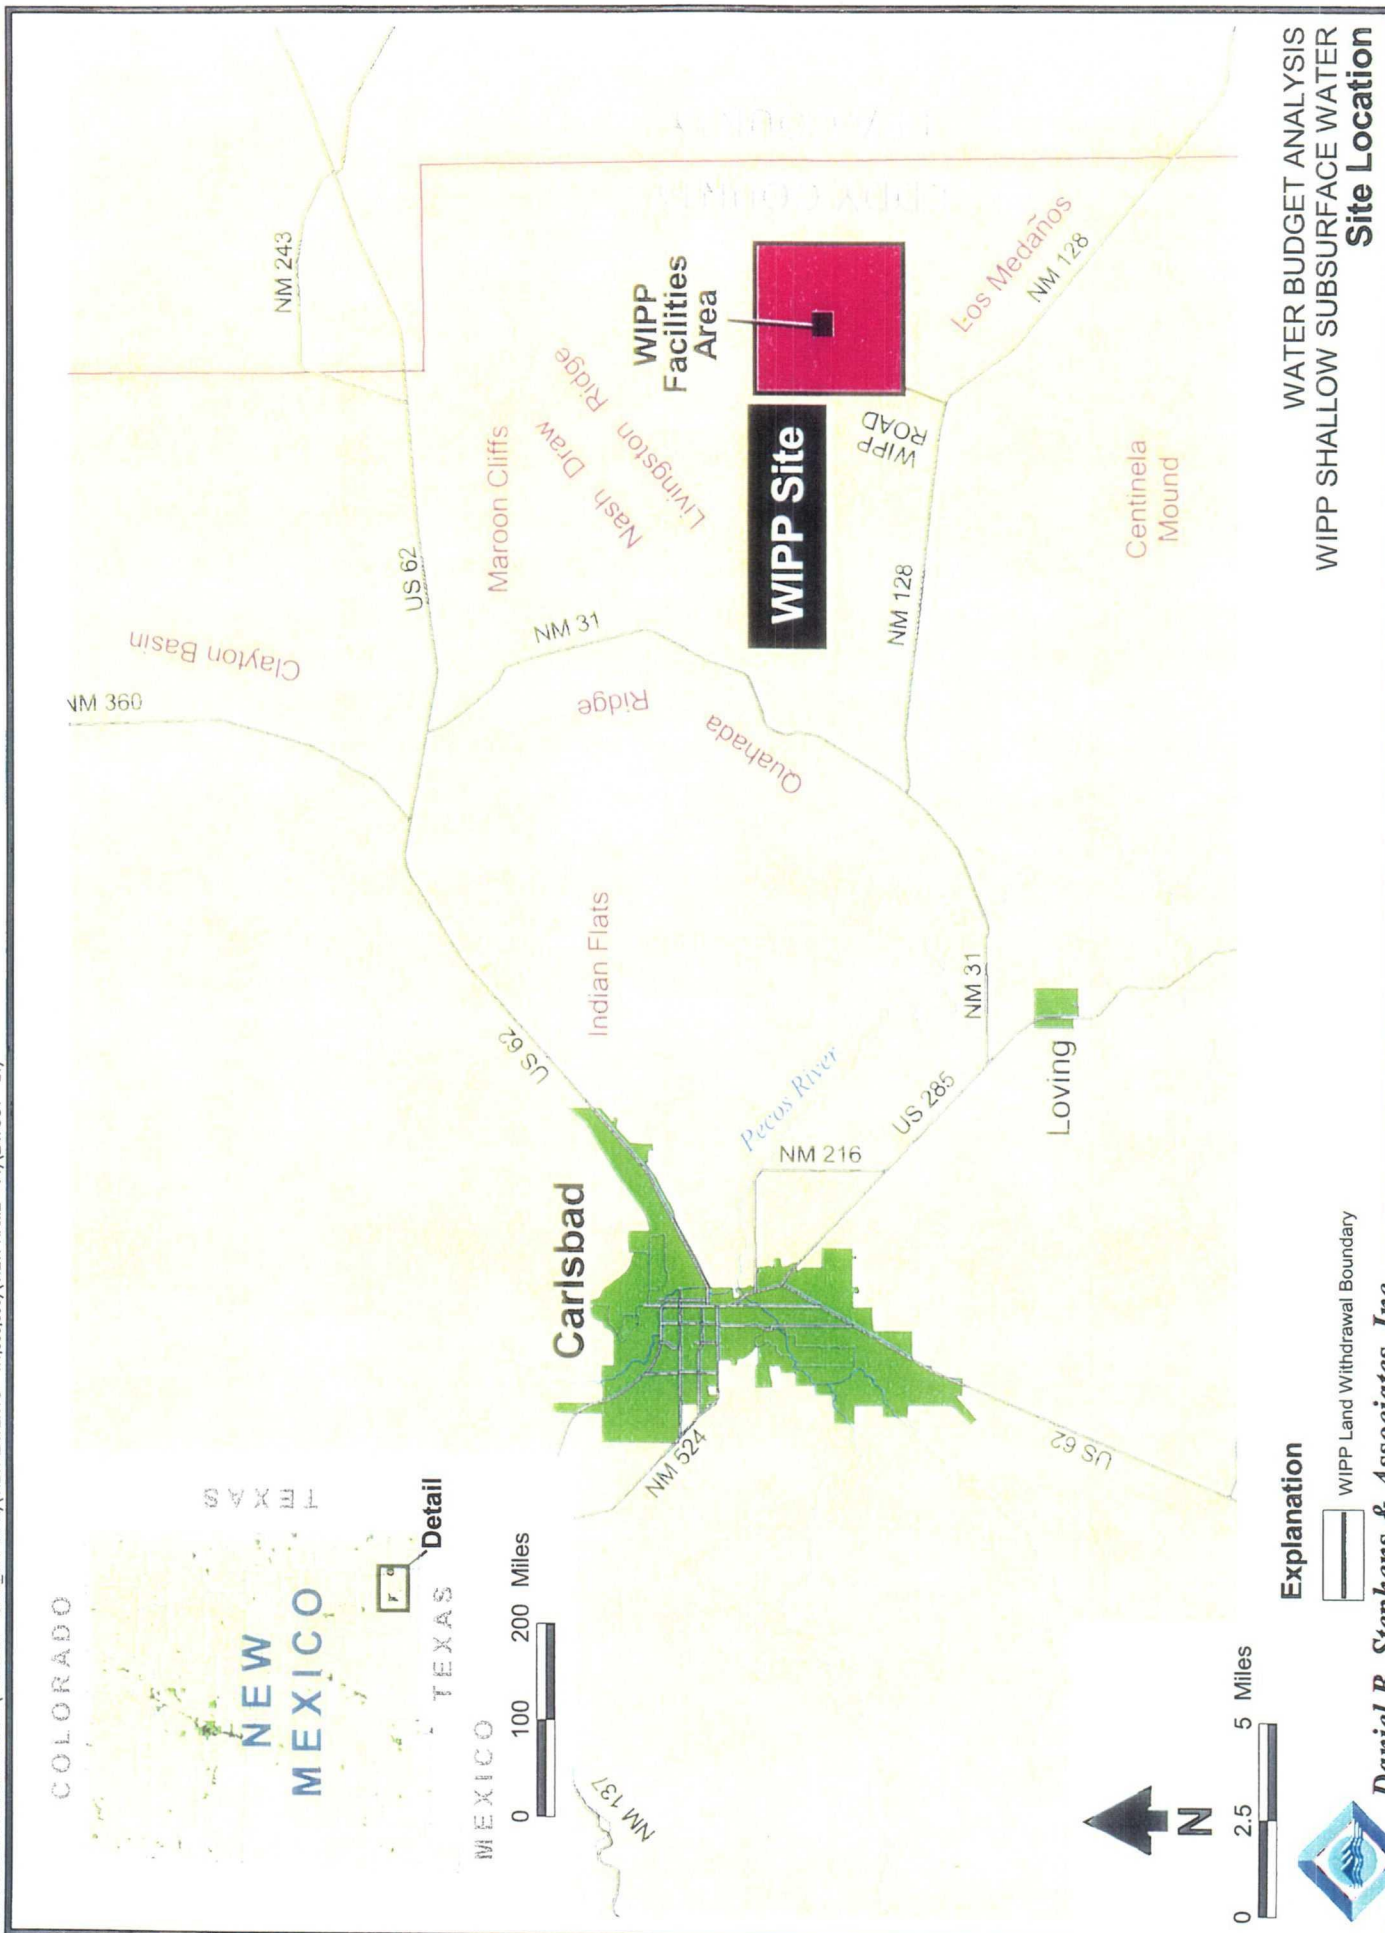 COLORADO
NEW
MEXICO
TEXAS
TEXAS
MEXICO
Detail
0 100 200 Miles
NM 137
NM 243
NM 360
Clayton Basin
US 62
Maroon Cliffs
Nash Draw
Livingston Ridge
NM 31
Ridge
Quahada
Indian Flats
US 62
Carlsbad
WIPP
Facilities
Area
WIPP Site
WIPP
ROAD
Los Medaños
NM 128
NM 128
Centinela
Mound
Pecos River
NM 216
US 285
NM 31
Loving
NM 524
US 62
N
0 2.5 5 Miles
Explanation
WIPP Land Withdrawal Boundary
Daniel B. Stephens & Associates, Inc.
WATER BUDGET ANALYSIS
WIPP SHALLOW SUBSURFACE WATER
Site Location